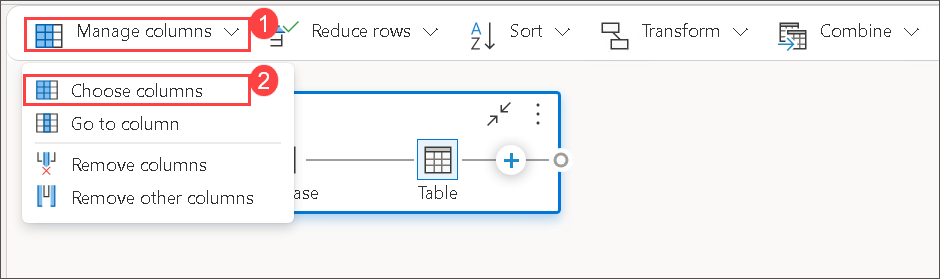 Manage columns 1 Reduce rows A Z Sort Transform Combine
Choose columns 2
Go to column
Remove columns
Remove other columns
ase Table